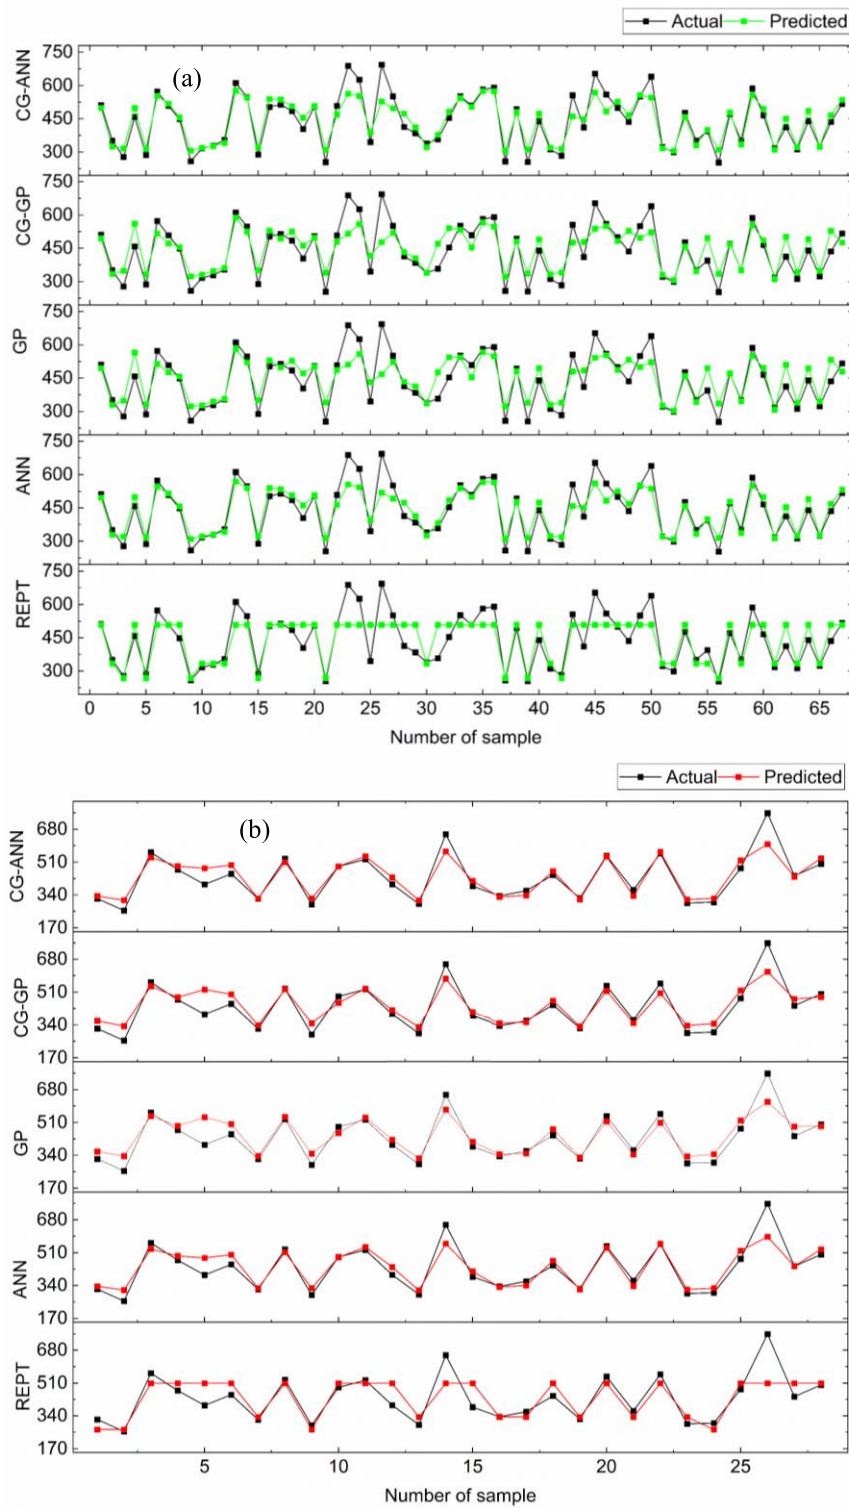 Actual Predicted
(a)
CG-ANN
750
600
450
300
CG-GP
750
600
450
300
GP
750
600
450
300
ANN
750
600
450
300
REPT
750
600
450
300
0 5 10 15 20 25 30 35 40 45 50 55 60 65
Number of sample
Actual Predicted
(b)
CG-ANN
680
510
340
170
CG-GP
680
510
340
170
GP
680
510
340
170
ANN
680
510
340
170
REPT
680
510
340
170
5 10 15 20 25
Number of sample